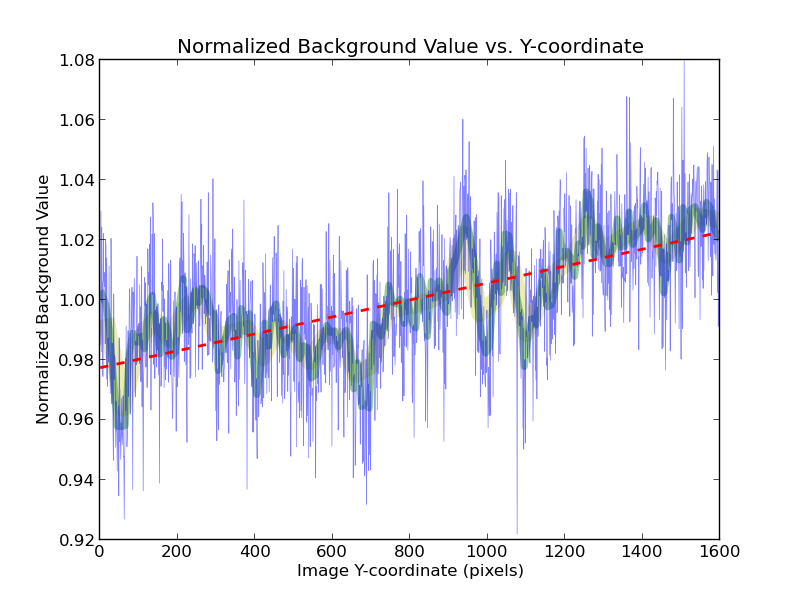 Normalized Background Value vs. Y-coordinate
1.08
1.06
1.04
1.02
1.00
0.98
0.96
0.94
0.92
Normalized Background Value
0 200 400 600 800 1000 1200 1400 1600
Image Y-coordinate (pixels)